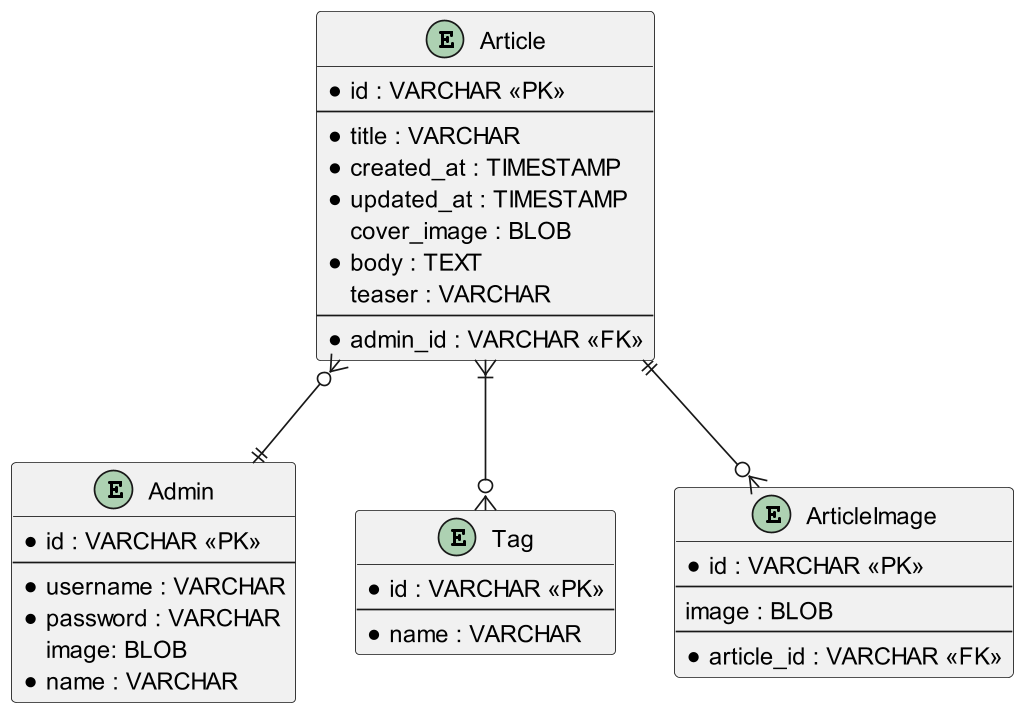 E Article
* id : VARCHAR «PK»
* title : VARCHAR
* created_at : TIMESTAMP
* updated_at : TIMESTAMP
cover_image : BLOB
* body : TEXT
teaser : VARCHAR
* admin_id : VARCHAR «FK»
E Admin
* id : VARCHAR «PK»
* username : VARCHAR
* password : VARCHAR
image: BLOB
* name : VARCHAR
E Tag
* id : VARCHAR «PK»
* name : VARCHAR
E ArticleImage
* id : VARCHAR «PK»
image : BLOB
* article_id : VARCHAR «FK»